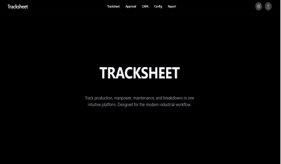 Tracksheet
Tracksheet Approval CAPA Config Report
TRACKSHEET
Track production, manpower, maintenance, and breakdowns in one
intuitive platform. Designed for the modern industrial workflow.